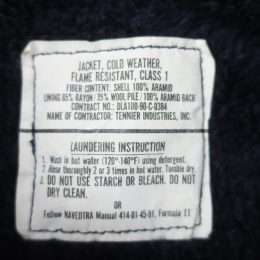 JACKET, COLD WEATHER,
FLAME RESISTANT, CLASS 1
FIBER CONTENT: SHELL 100% ARAMID
LINING 65% RAYON/ 35% WOOL PILE/ 100% ARAMID BACK
CONTRACT NO.: DLA100-90-C-0364
NAME OF CONTRACTOR: TENNIER INDUSTRIES, INC.
LAUNDERING INSTRUCTION
1. Wash in hot water (120°-140°F) using detergent.
2. Rinse thoroughly 2 or 3 times in hot water. Tumble dry.
3. DO NOT USE STARCH OR BLEACH. DO NOT
DRY CLEAN.
OR
Follow NAVEDTRA Manual 414-01-45-81, Formula II